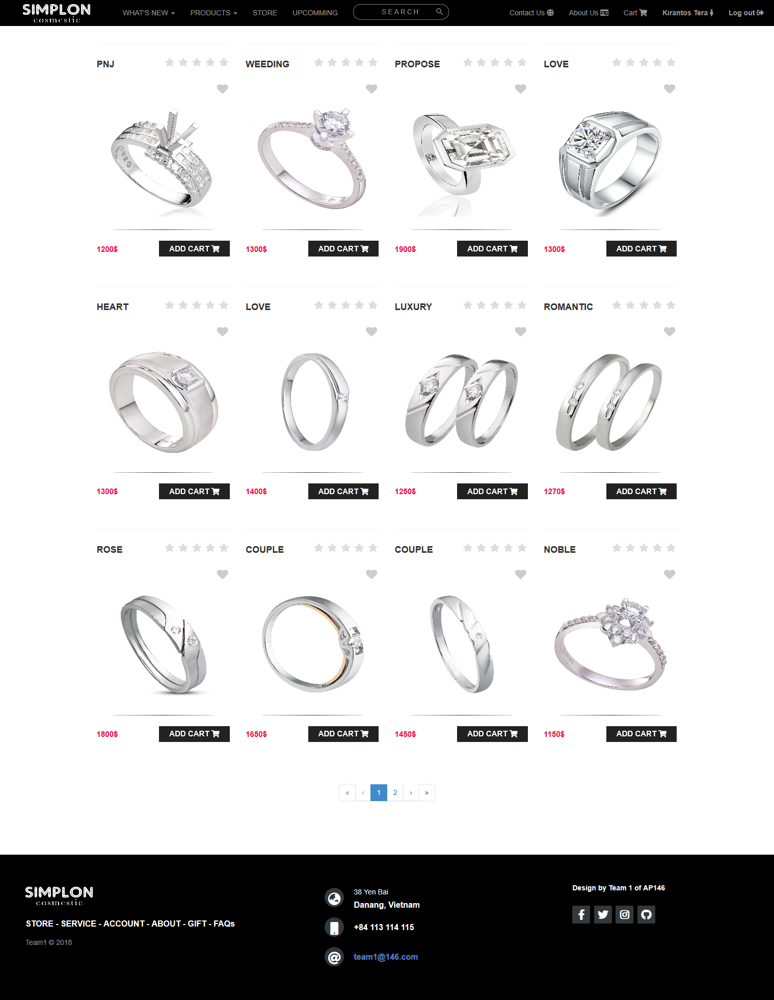 SIMPLON
cosmestic
WHAT'S NEW
PRODUCTS
STORE
UPCOMMING
SEARCH
Contact Us
About Us
Cart
Kirantos Tera
Log out
PNJ
WEEDING
PROPOSE
LOVE
1200$
ADD CART
1300$
ADD CART
1900$
ADD CART
1300$
ADD CART
HEART
LOVE
LUXURY
ROMANTIC
1300$
ADD CART
1400$
ADD CART
1250$
ADD CART
1270$
ADD CART
ROSE
COUPLE
COUPLE
NOBLE
1800$
ADD CART
1650$
ADD CART
1450$
ADD CART
1150$
ADD CART
« ‹ 1 2 › »
SIMPLON
cosmestic
STORE - SERVICE - ACCOUNT - ABOUT - GIFT - FAQs
Team1 © 2018
38 Yen Bai
Danang, Vietnam
+84 113 114 115
team1@146.com
Design by Team 1 of AP146